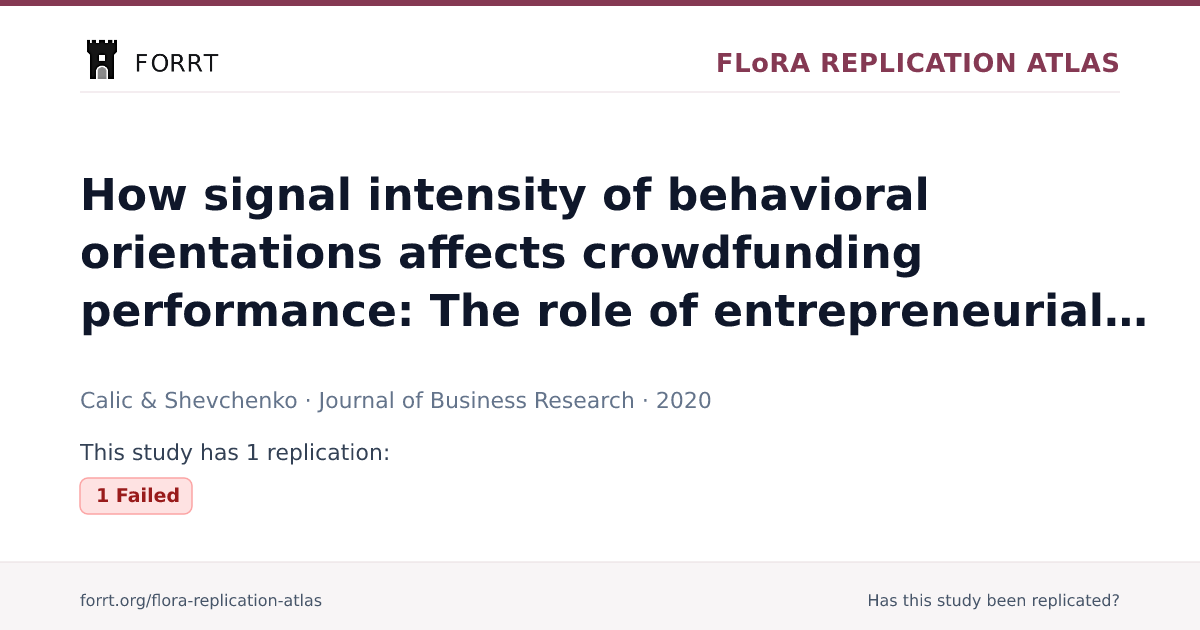 FORRT
FLoRA REPLICATION ATLAS
How signal intensity of behavioral
orientations affects crowdfunding
performance: The role of entrepreneurial…
Calic & Shevchenko · Journal of Business Research · 2020
This study has 1 replication:
1 Failed
forrt.org/flora-replication-atlas
Has this study been replicated?